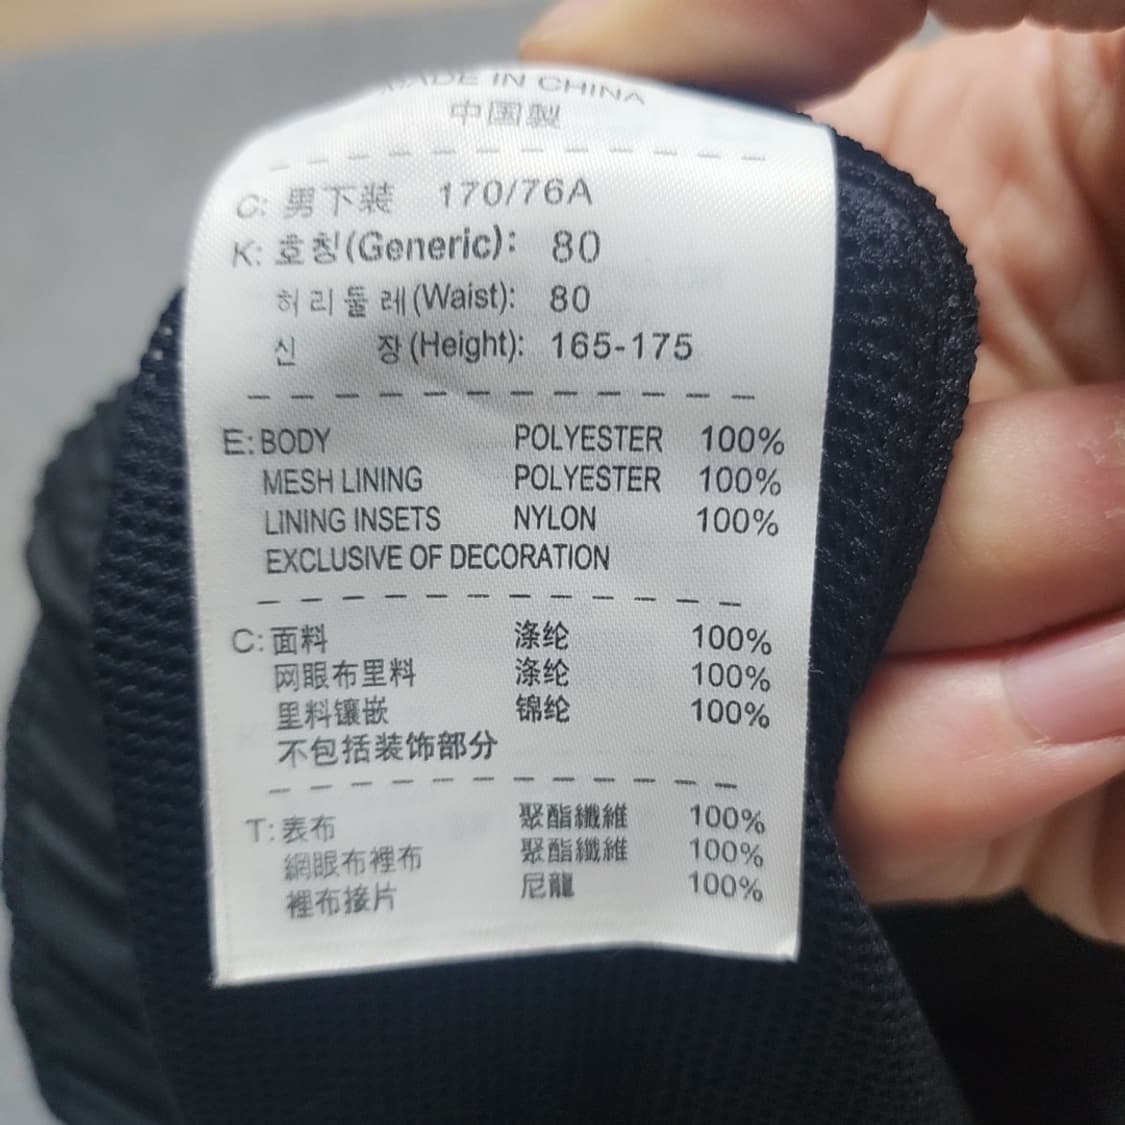 MADE IN CHINA
中国製
C: 男下装 170/76A
K: 호칭(Generic): 80
허리둘레(Waist): 80
신 장(Height): 165-175
E: BODY POLYESTER 100%
MESH LINING POLYESTER 100%
LINING INSETS NYLON 100%
EXCLUSIVE OF DECORATION
C: 面料 涤纶 100%
网眼布里料 涤纶 100%
里料镶嵌 锦纶 100%
不包括装饰部分
T: 表布 聚酯纖維 100%
網眼布裡布 聚酯纖維 100%
裡布接片 尼龍 100%